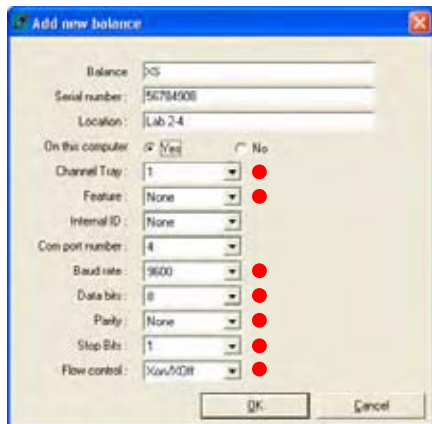 Add new balance
Balance XS
Serial number : 56784908
Location : Lab 2-4
On this computer Yes No
Channel Tray : 1
Feature : None
Internal ID : None
Com port number : 4
Baud rate : 9600
Data bits : 8
Parity : None
Stop Bits : 1
Flow control : Xon/XOff
OK Cancel